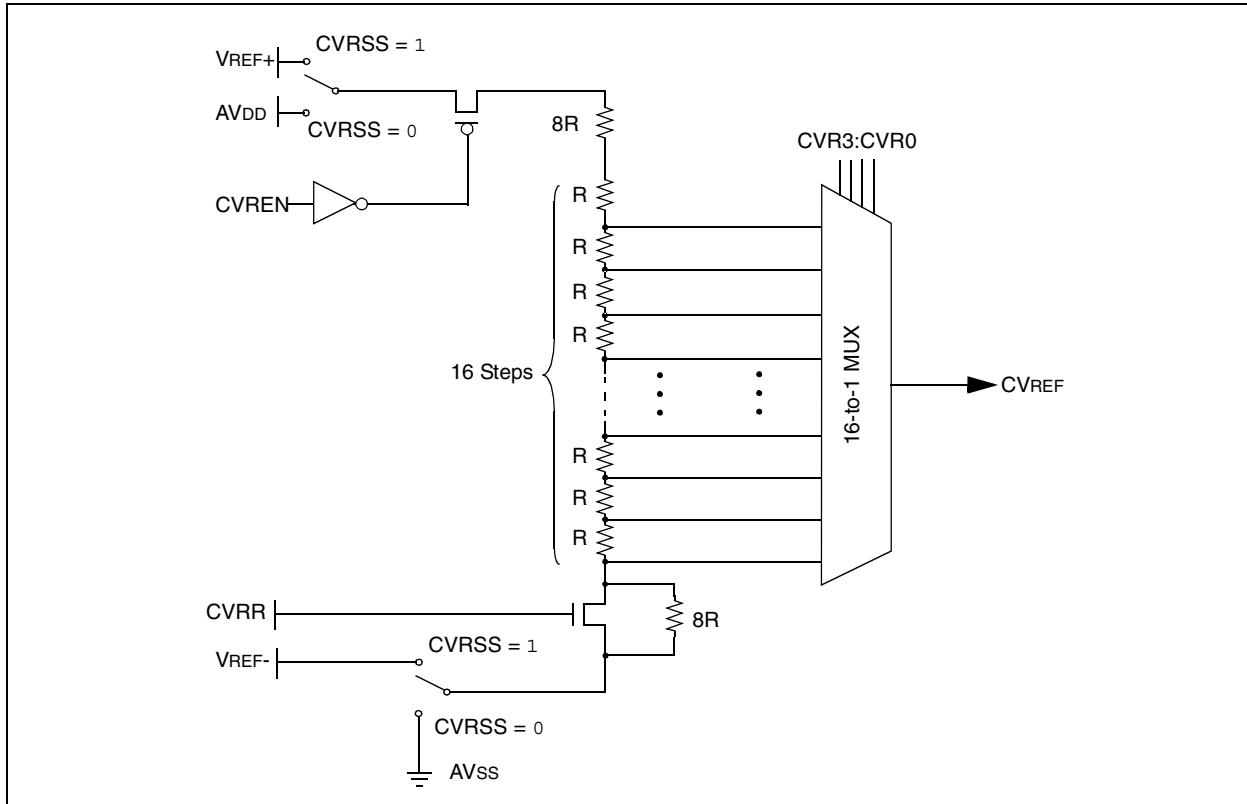 CVRSS = 1
VREF+
AVDD
CVRSS = 0
8R
CVR3:CVR0
CVREN
R
R
R
R
16 Steps
16-to-1 MUX
CVREF
R
R
R
CVRR
8R
CVRSS = 1
VREF-
CVRSS = 0
AVSS